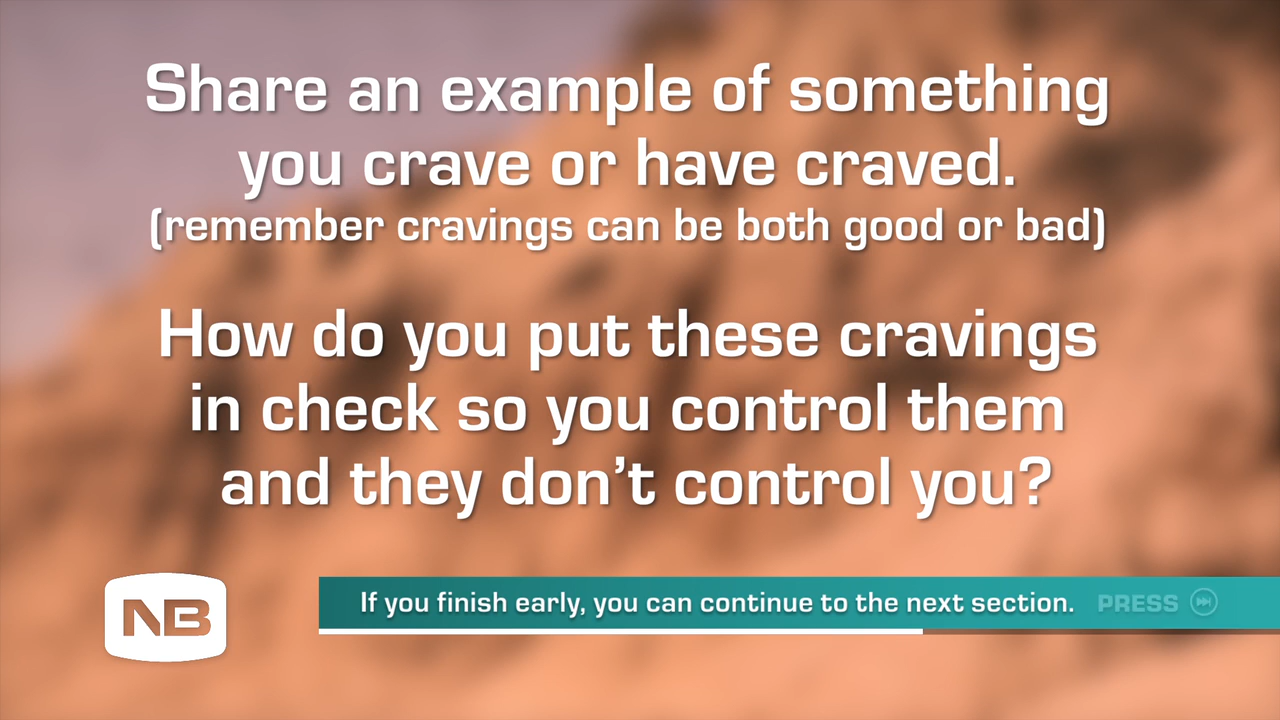 Share an example of something
you crave or have craved.
(remember cravings can be both good or bad)
How do you put these cravings
in check so you control them
and they don’t control you?
If you finish early, you can continue to the next section. PRESS
NB